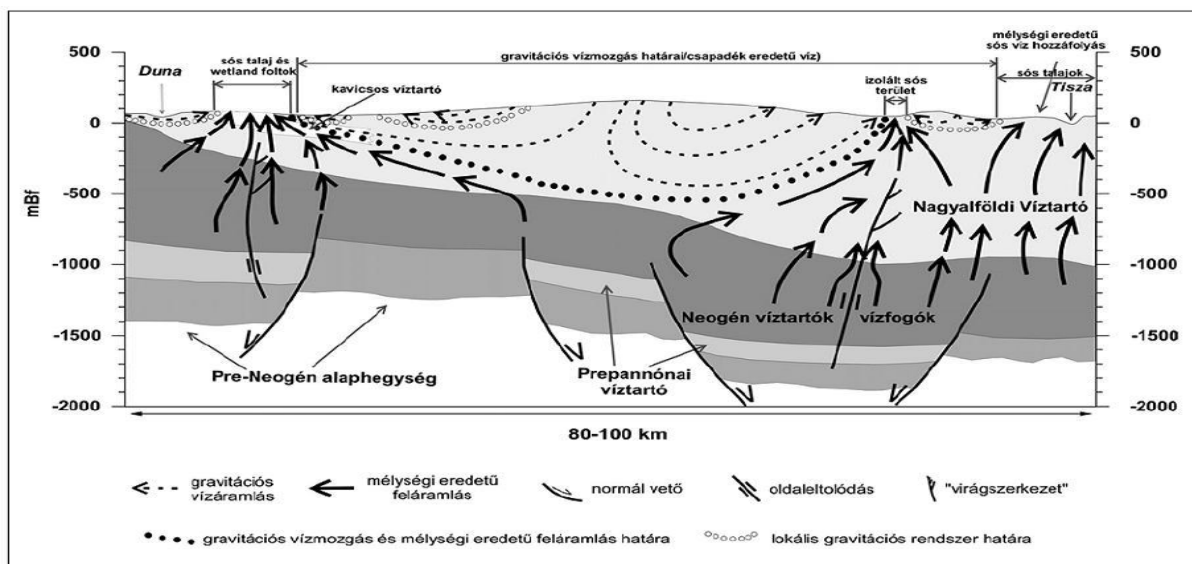 mélységi eredetű
sós víz hozzáfolyás
500
sós talaj és
wetland foltok
gravitációs vízmozgás határai/csapadék eredetű víz)
500
Duna
izolált sós
terület
sós talajok
Tisza
kavicsos víztartó
0
0
mBf
-500
-500
Nagyalföldi Víztartó
-1000
-1000
Neogén víztartók
vízfogók
-1500
-1500
Pre-Neogén alaphegység
Prepannónai
víztartó
-2000
-2000
80-100 km
gravitációs
vízáramlás
mélységi eredetű
feláramlás
normál vető
oldaleltolódás
"virágszerkezet"
gravitációs vízmozgás és mélységi eredetű feláramlás határa
lokális gravitációs rendszer határa